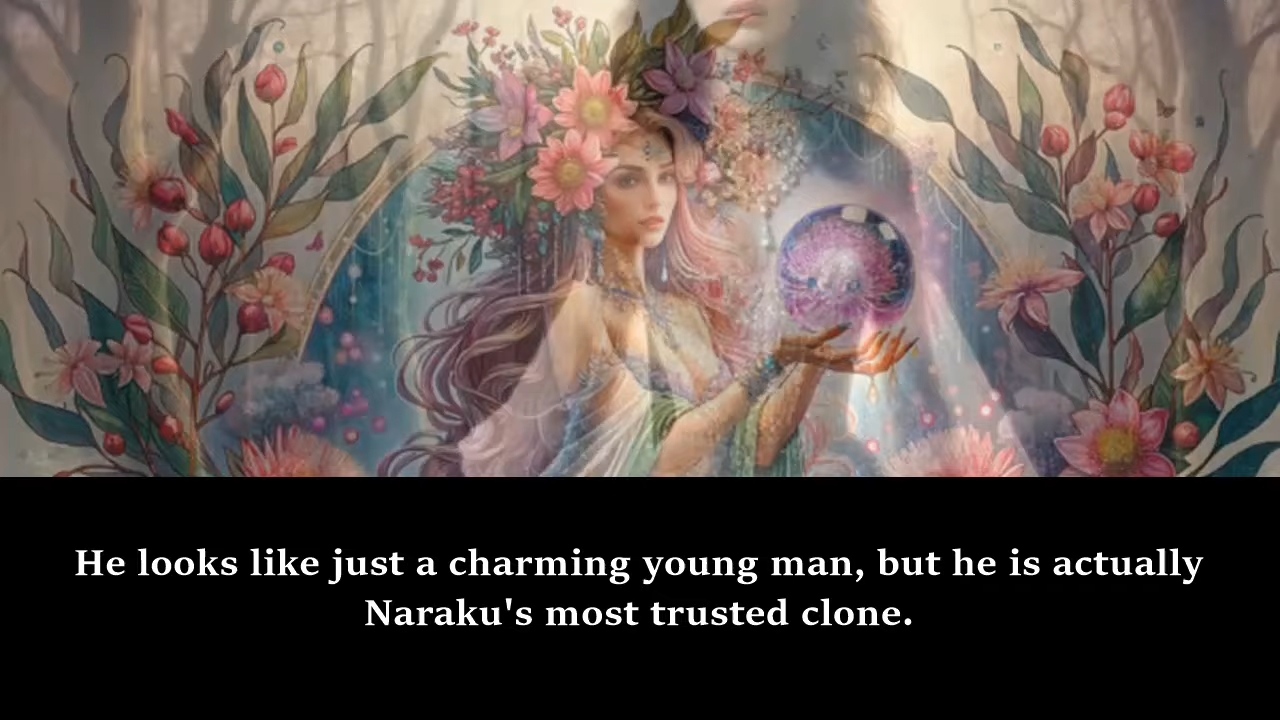 He looks like just a charming young man, but he is actually
Naraku's most trusted clone.